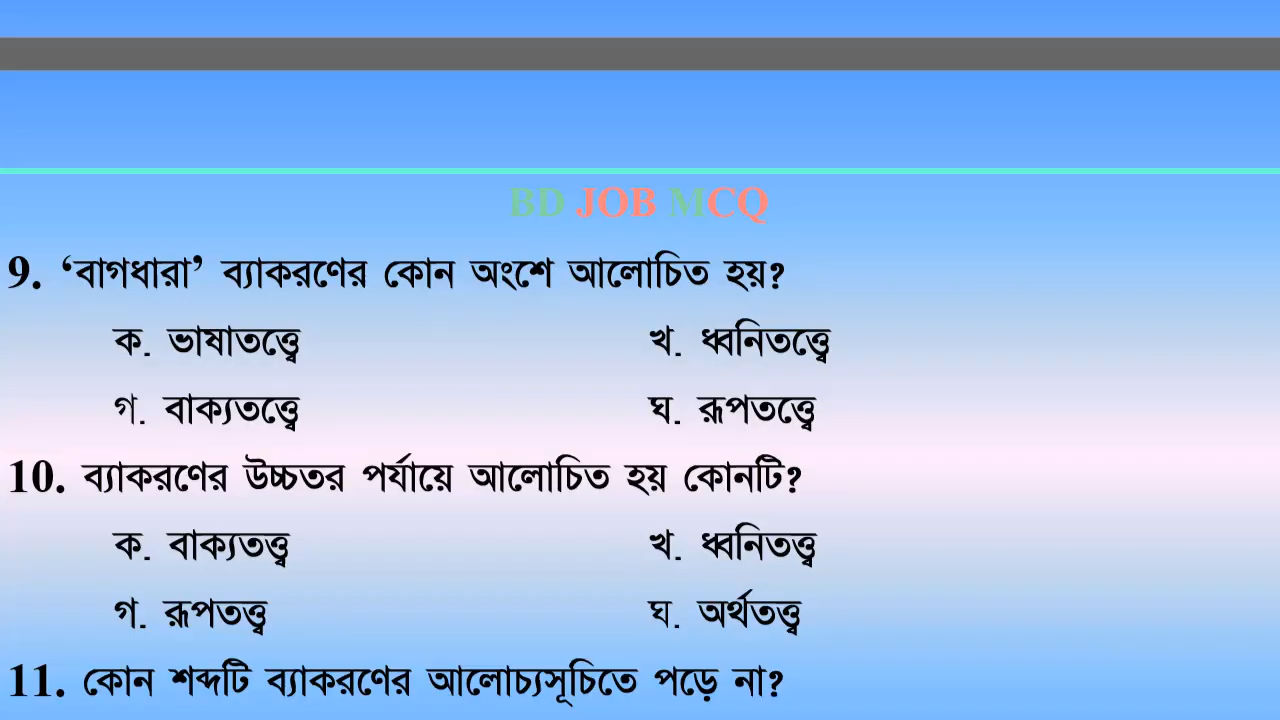 BD JOB MCQ
9. ‘বাগধারা’ ব্যাকরণের কোন অংশে আলোচিত হয়?
ক. ভাষাতত্ত্বে খ. ধ্বনিতত্ত্বে
গ. বাক্যতত্ত্বে ঘ. রূপতত্ত্বে
10. ব্যাকরণের উচ্চতর পর্যায়ে আলোচিত হয় কোনটি?
ক. বাক্যতত্ত্ব খ. ধ্বনিতত্ত্ব
গ. রূপতত্ত্ব ঘ. অর্থতত্ত্ব
11. কোন শব্দটি ব্যাকরণের আলোচ্যসূচিতে পড়ে না?